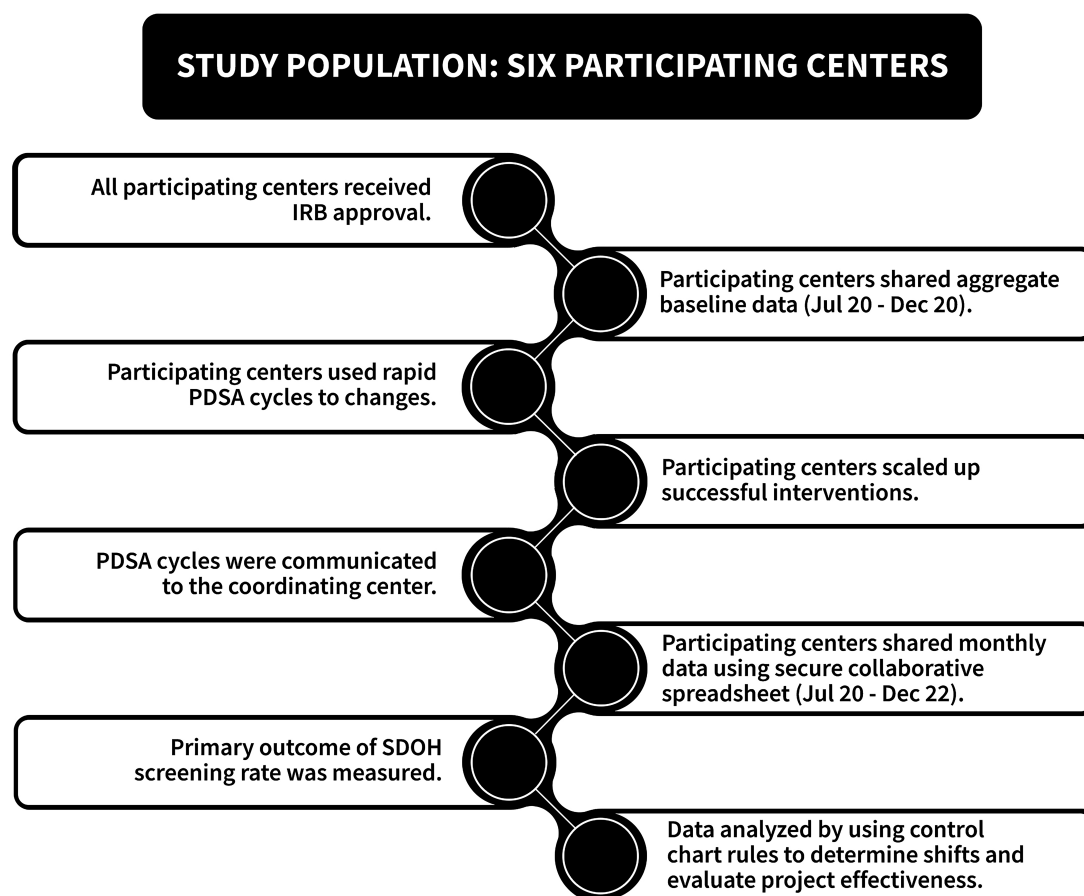 STUDY POPULATION: SIX PARTICIPATING CENTERS
All participating centers received
IRB approval.
Participating centers shared aggregate
baseline data (Jul 20 - Dec 20).
Participating centers used rapid
PDSA cycles to changes.
Participating centers scaled up
successful interventions.
PDSA cycles were communicated
to the coordinating center.
Participating centers shared monthly
data using secure collaborative
spreadsheet (Jul 20 - Dec 22).
Primary outcome of SDOH
screening rate was measured.
Data analyzed by using control
chart rules to determine shifts and
evaluate project effectiveness.